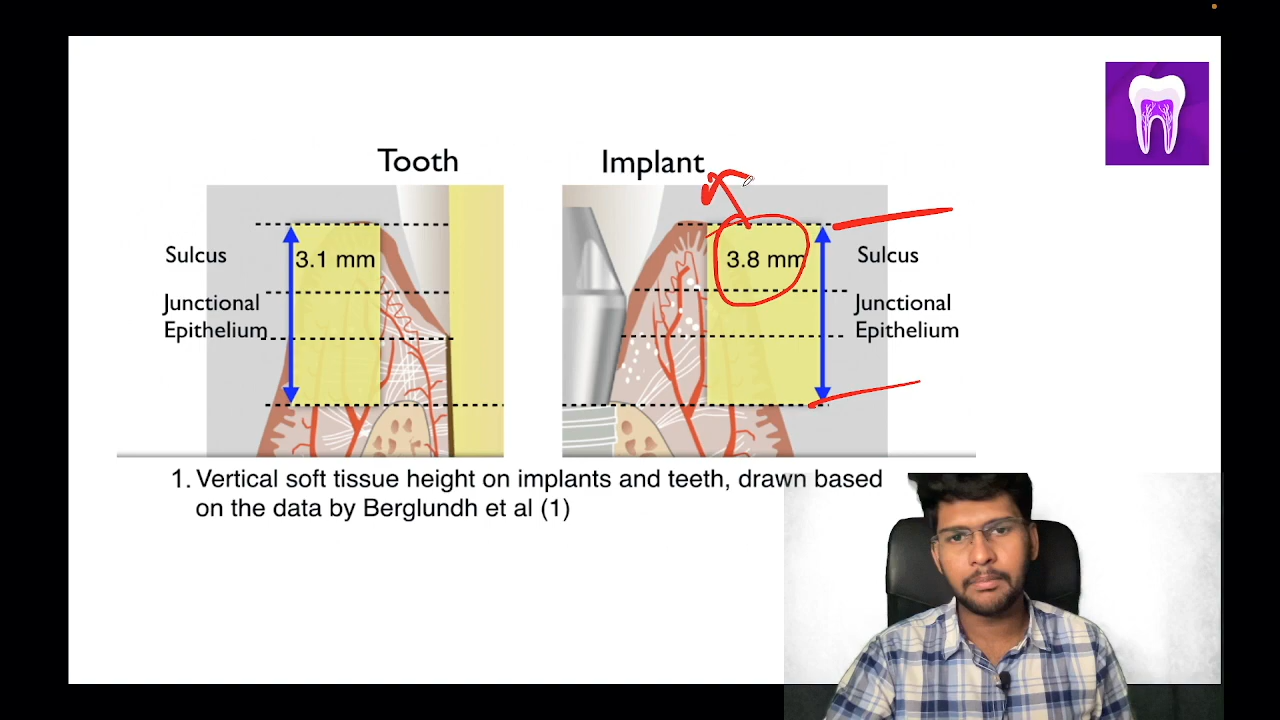 Tooth
Implant
Sulcus
3.1 mm
Junctional
Epithelium
3.8 mm
Sulcus
Junctional
Epithelium
1. Vertical soft tissue height on implants and teeth, drawn based
on the data by Berglundh et al (1)